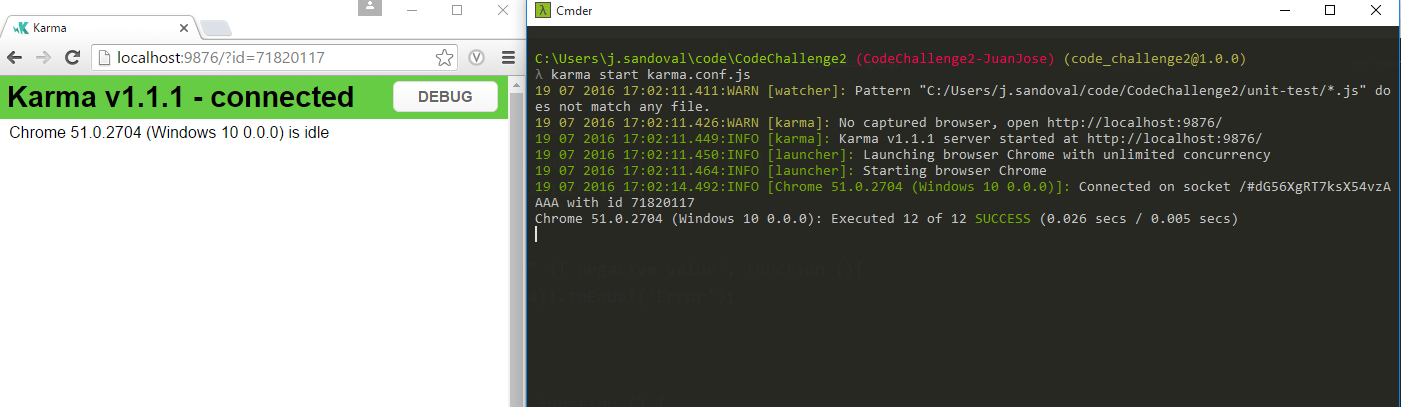 Karma
localhost:9876/?id=71820117
Karma v1.1.1 - connected
DEBUG
Chrome 51.0.2704 (Windows 10 0.0.0) is idle
Cmder
C:\Users\j.sandoval\code\CodeChallenge2 (CodeChallenge2-JuanJose) (code_challenge2@1.0.0)
λ karma start karma.conf.js
19 07 2016 17:02:11.411:WARN [watcher]: Pattern "C:/Users/j.sandoval/code/CodeChallenge2/unit-test/*.js" do
es not match any file.
19 07 2016 17:02:11.426:WARN [karma]: No captured browser, open http://localhost:9876/
19 07 2016 17:02:11.449:INFO [karma]: Karma v1.1.1 server started at http://localhost:9876/
19 07 2016 17:02:11.450:INFO [launcher]: Launching browser Chrome with unlimited concurrency
19 07 2016 17:02:11.464:INFO [launcher]: Starting browser Chrome
19 07 2016 17:02:14.492:INFO [Chrome 51.0.2704 (Windows 10 0.0.0)]: Connected on socket /#dG56XgRT7ksX54vzA
AAA with id 71820117
Chrome 51.0.2704 (Windows 10 0.0.0): Executed 12 of 12 SUCCESS (0.026 secs / 0.005 secs)